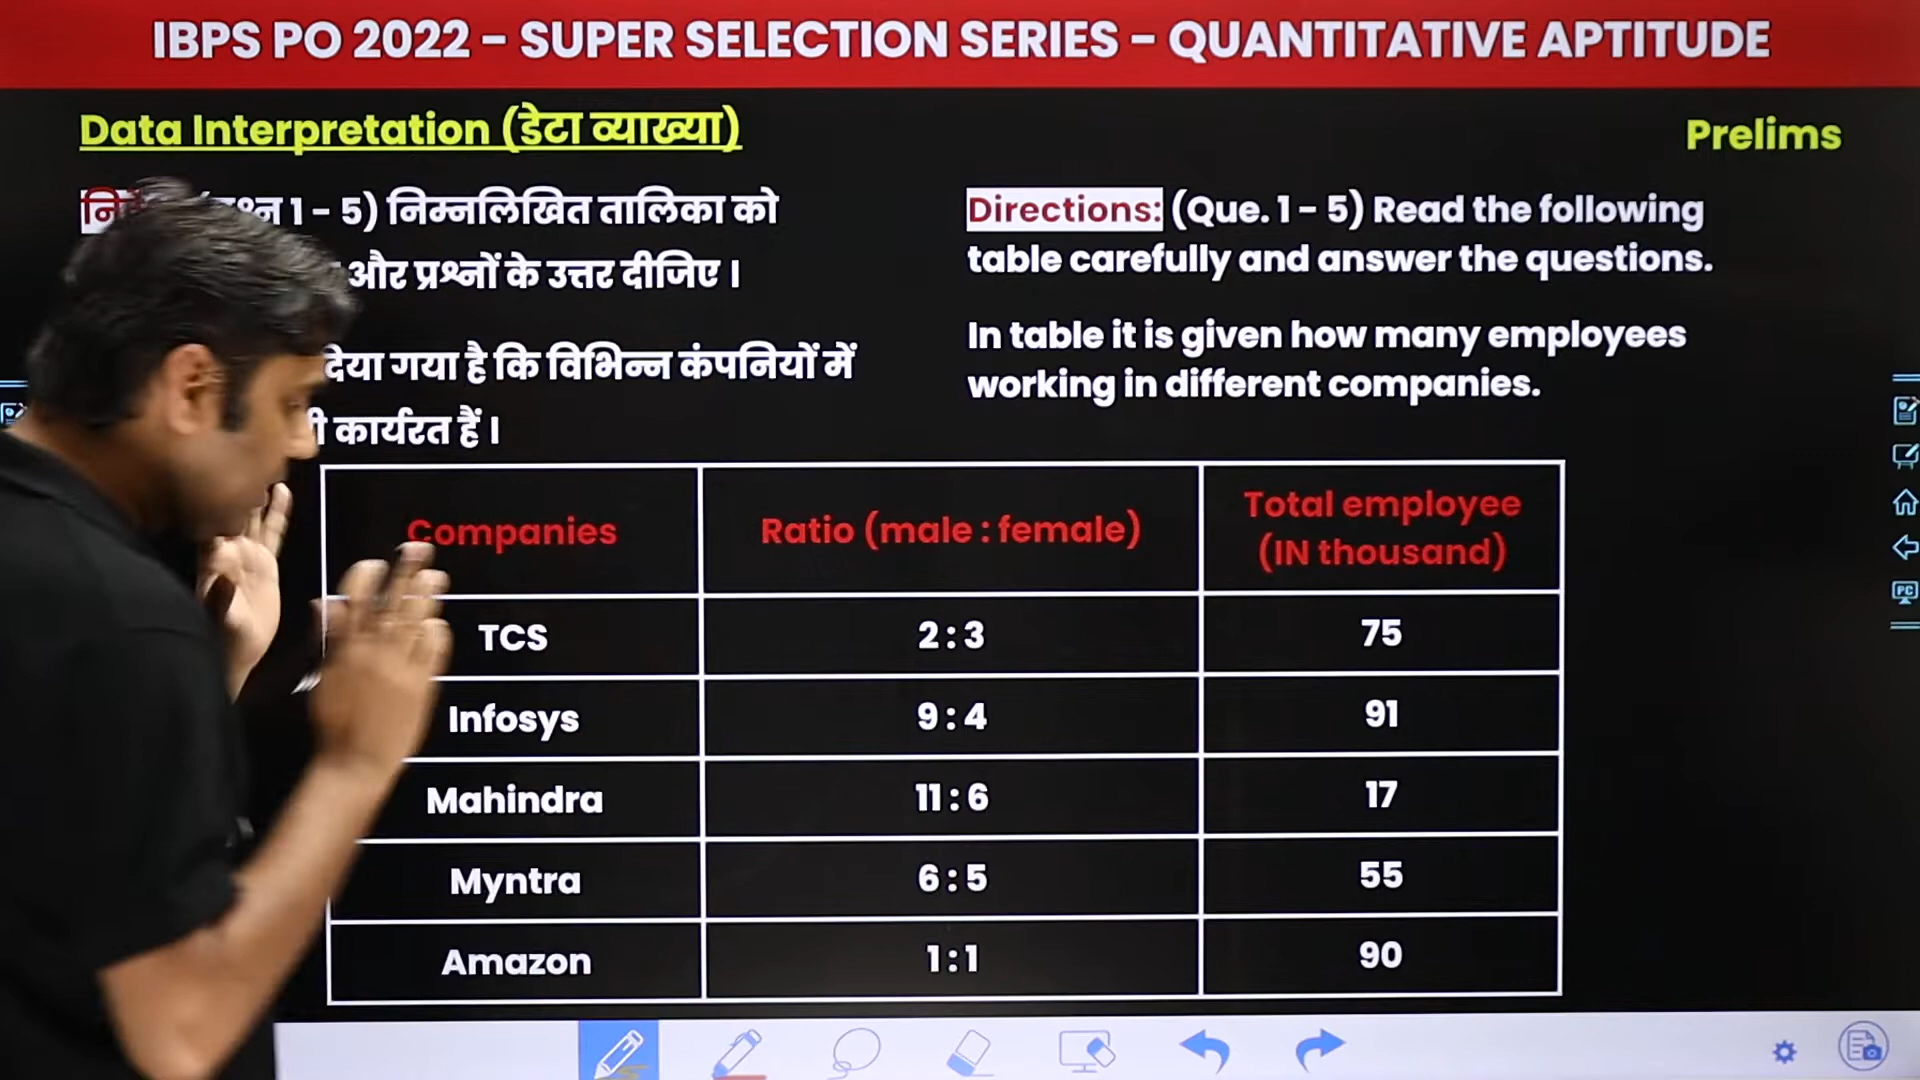 IBPS PO 2022 - SUPER SELECTION SERIES - QUANTITATIVE APTITUDE
Data Interpretation (डेटा व्याख्या)
Prelims
1 - 5) निम्नलिखित तालिका को
और प्रश्नों के उत्तर दीजिए ।
दिया गया है कि विभिन्न कंपनियों में
कार्यरत हैं ।
Directions: (Que. 1 - 5) Read the following
table carefully and answer the questions.
In table it is given how many employees
working in different companies.
Companies Ratio (male : female) Total employee
(IN thousand)
TCS 2 : 3 75
Infosys 9 : 4 91
Mahindra 11 : 6 17
Myntra 6 : 5 55
Amazon 1 : 1 90
PC